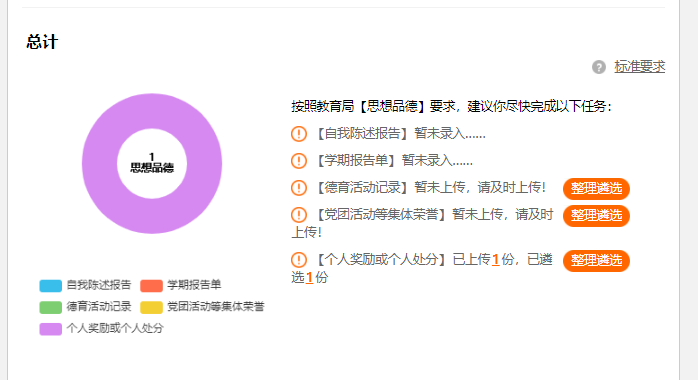 总计
? 标准要求
1
思想品德
按照教育局【思想品德】要求，建议你尽快完成以下任务：
【自我陈述报告】暂未录入......
【学期报告单】暂未录入......
【德育活动记录】暂未上传，请及时上传！ 整理遴选
【党团活动等集体荣誉】暂未上传，请及时 整理遴选
上传！
【个人奖励或个人处分】已上传1份，已遴 整理遴选
选1份
自我陈述报告 学期报告单
德育活动记录 党团活动等集体荣誉
个人奖励或个人处分